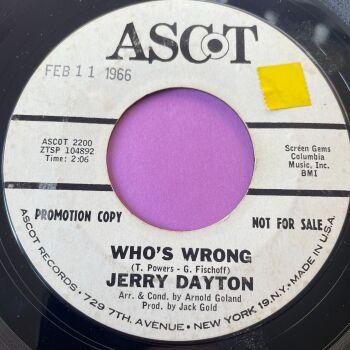 ASCOT
FEB 11 1966
ASCOT 2200
ZTSP 104892
Time: 2:06
Screen Gems
Columbia
Music, Inc.
BMI
PROMOTION COPY
NOT FOR SALE
WHO'S WRONG
(T. Powers - G. Fischoff)
JERRY DAYTON
Arr. & Cond. by Arnold Goland
Prod. by Jack Gold
ASCOT RECORDS • 729 7TH. AVENUE • NEW YORK 19.N.Y. • MADE IN U.S.A.